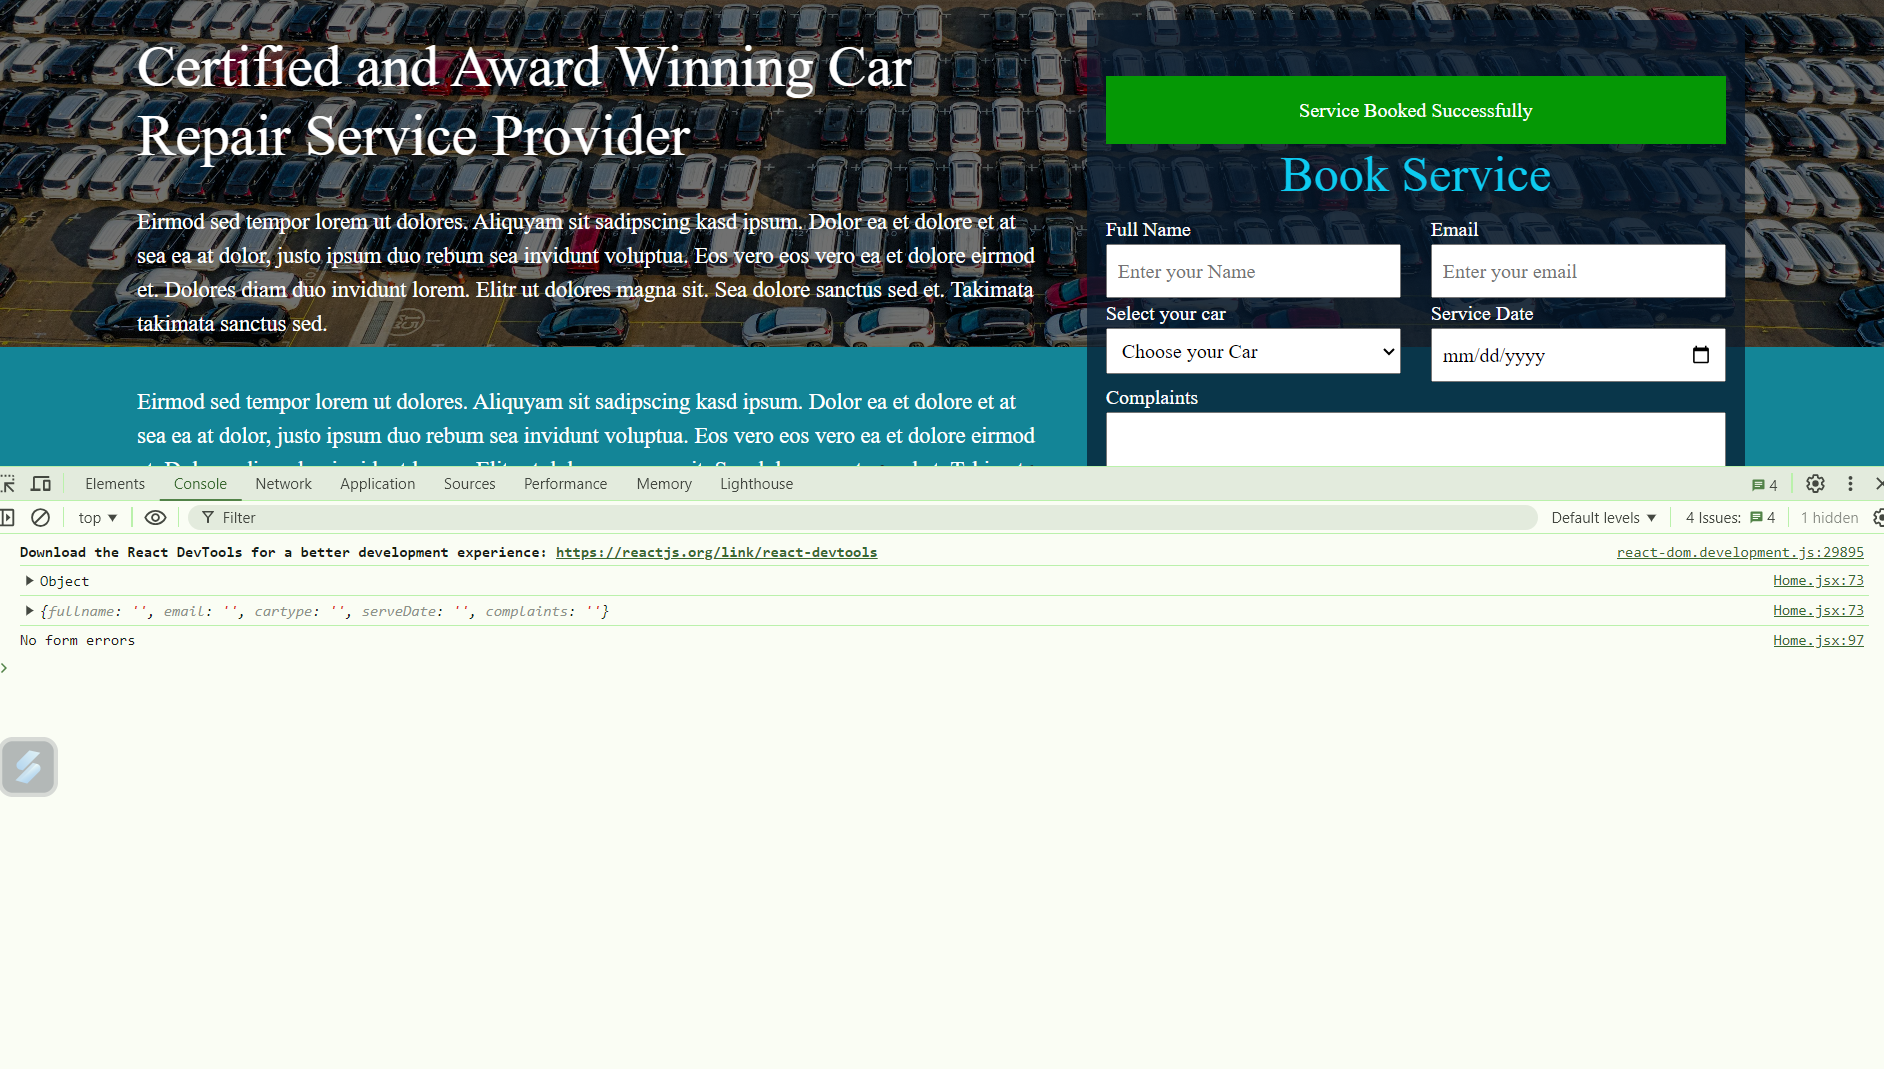 Certified and Award Winning Car
Repair Service Provider
Eirmod sed tempor lorem ut dolores. Aliquyam sit sadipscing kasd ipsum. Dolor ea et dolore et at
sea ea at dolor, justo ipsum duo rebum sea invidunt voluptua. Eos vero eos vero ea et dolore eirmod
et. Dolores diam duo invidunt lorem. Elitr ut dolores magna sit. Sea dolore sanctus sed et. Takimata
takimata sanctus sed.
Eirmod sed tempor lorem ut dolores. Aliquyam sit sadipscing kasd ipsum. Dolor ea et dolore et at
sea ea at dolor, justo ipsum duo rebum sea invidunt voluptua. Eos vero eos vero ea et dolore eirmod
Service Booked Successfully
Book Service
Full Name
Email
Enter your Name
Enter your email
Select your car
Service Date
Choose your Car
mm/dd/yyyy
Complaints
Elements Console Network Application Sources Performance Memory Lighthouse 4
top Filter Default levels 4 Issues: 4 1 hidden
Download the React DevTools for a better development experience: https://reactjs.org/link/react-devtools react-dom.development.js:29895
Object Home.jsx:73
{fullname: '', email: '', cartype: '', serveDate: '', complaints: ''} Home.jsx:73
No form errors Home.jsx:97